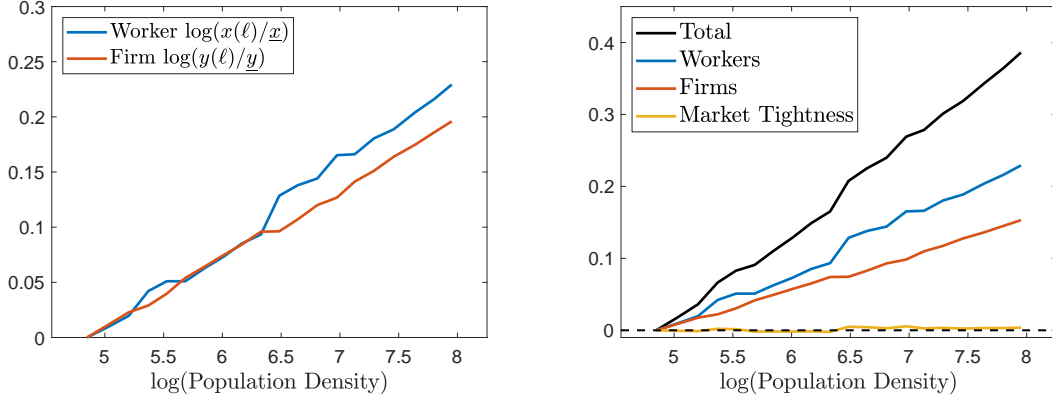 0.3
0.25
0.2
0.15
0.1
0.05
0
Worker log(x(ℓ)/x)
Firm log(y(ℓ)/y)
5 5.5 6 6.5 7 7.5 8
log(Population Density)
0.4
0.3
0.2
0.1
0
Total
Workers
Firms
Market Tightness
5 5.5 6 6.5 7 7.5 8
log(Population Density)